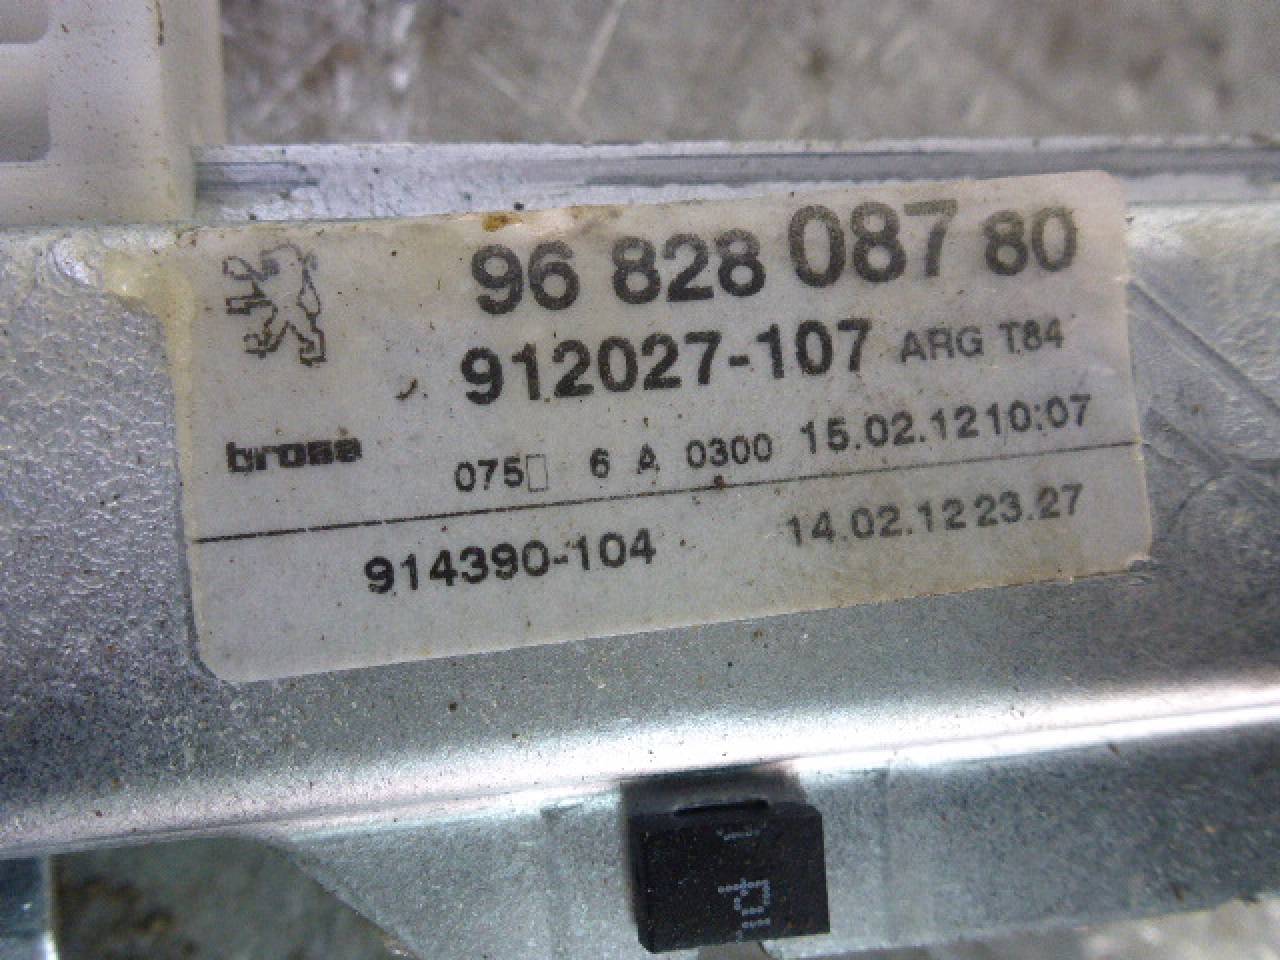 96 828 087 80
912027-107 ARG T84
brose
075□ 6 A 0300 15.02.12 10:07
914390-104 14.02.12 23.27